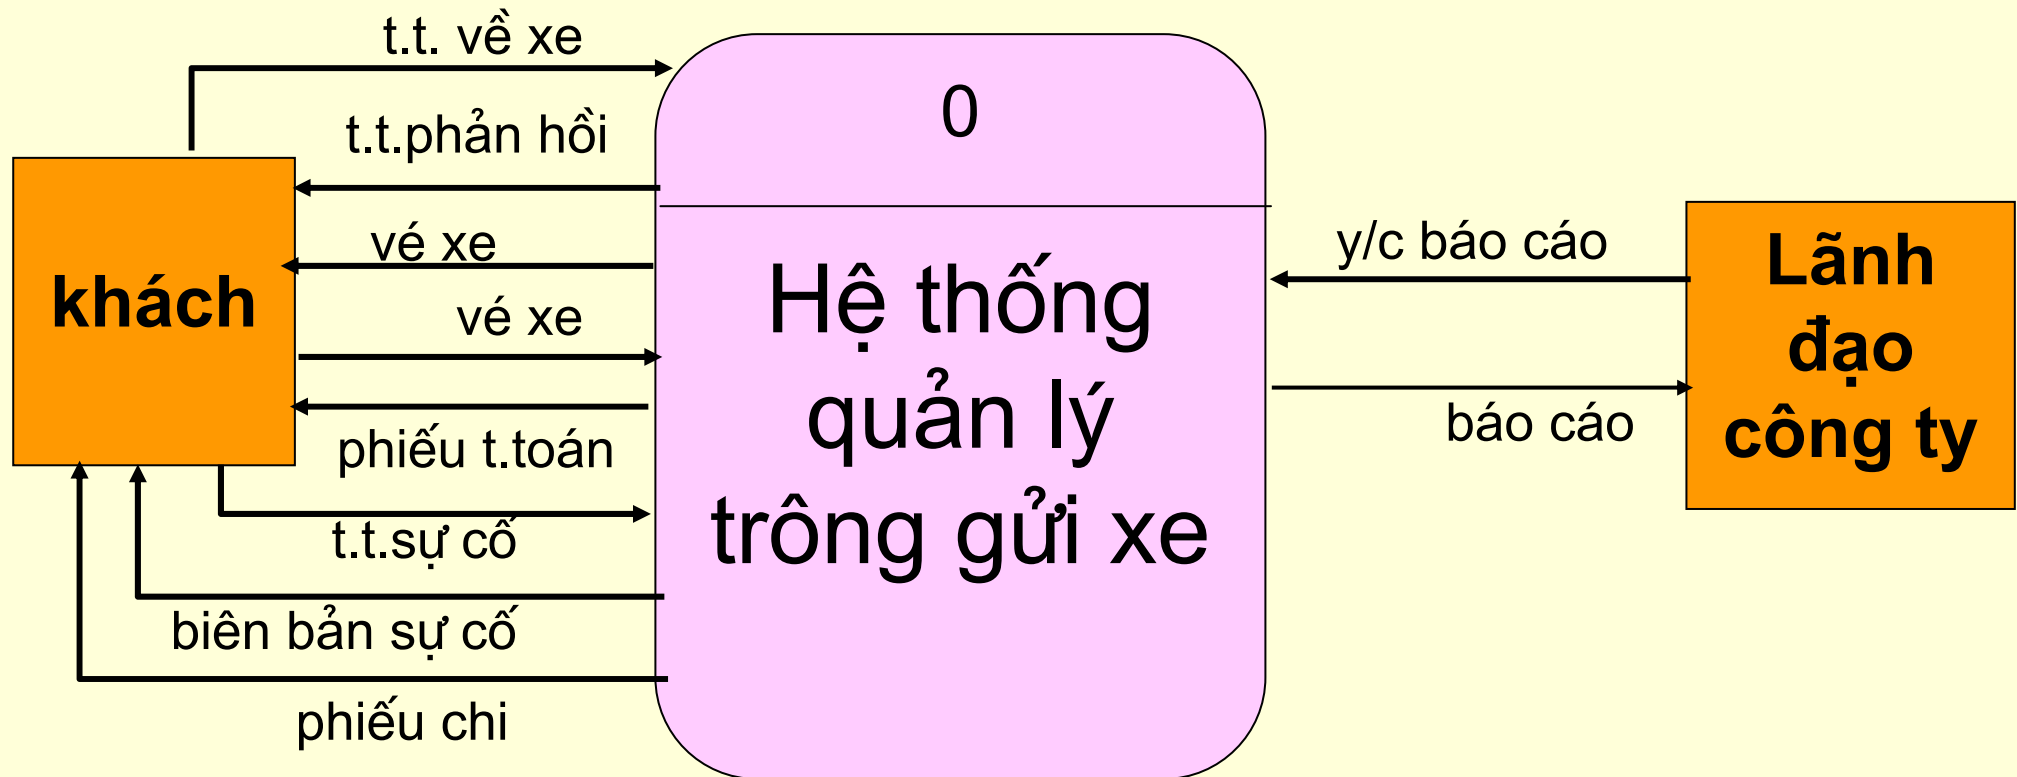 t.t. về xe
t.t.phản hồi
vé xe
vé xe
phiếu t.toán
t.t.sự cố
biên bản sự cố
phiếu chi
khách
0
Hệ thống
quản lý
trông gửi xe
y/c báo cáo
báo cáo
Lãnh
đạo
công ty